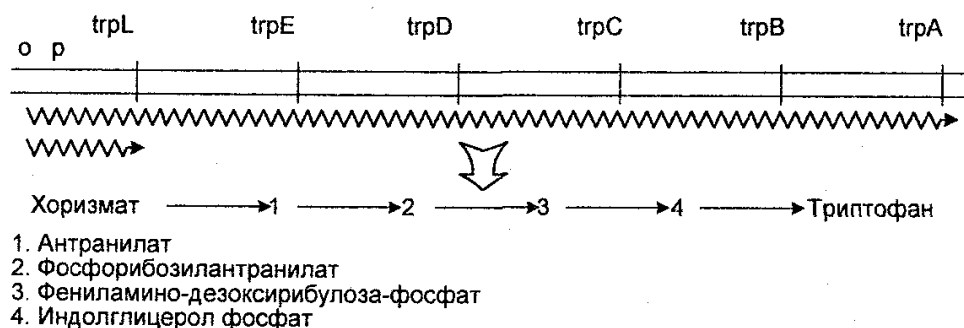 trpL trpE trpD trpC trpB trpA
o p
Хоризмат 1 2 3 4 Триптофан
1. Антранилат
2. Фосфорибозилантранилат
3. Фениламино-дезоксирибулоза-фосфат
4. Индолглицерол фосфат